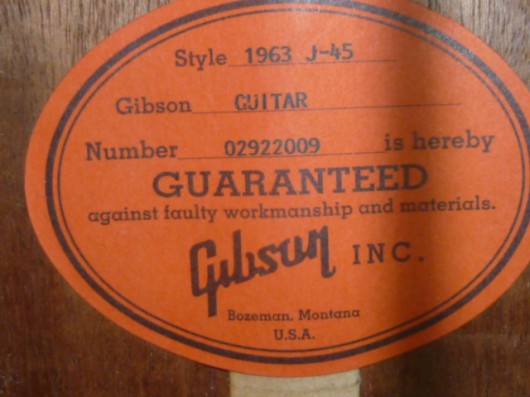 Style 1963 J-45
Gibson GUITAR
Number 02922009 is hereby
GUARANTEED
against faulty workmanship and materials.
Gibson INC.
Bozeman, Montana
U.S.A.